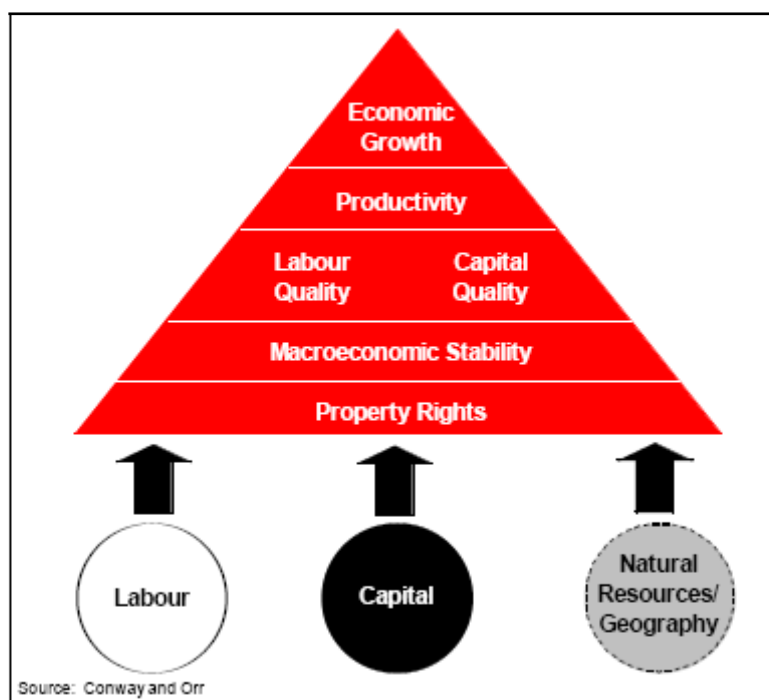 Economic
Growth
Productivity
Labour
Quality
Capital
Quality
Macroeconomic Stability
Property Rights
Labour
Capital
Natural
Resources/
Geography
Source: Conway and Orr